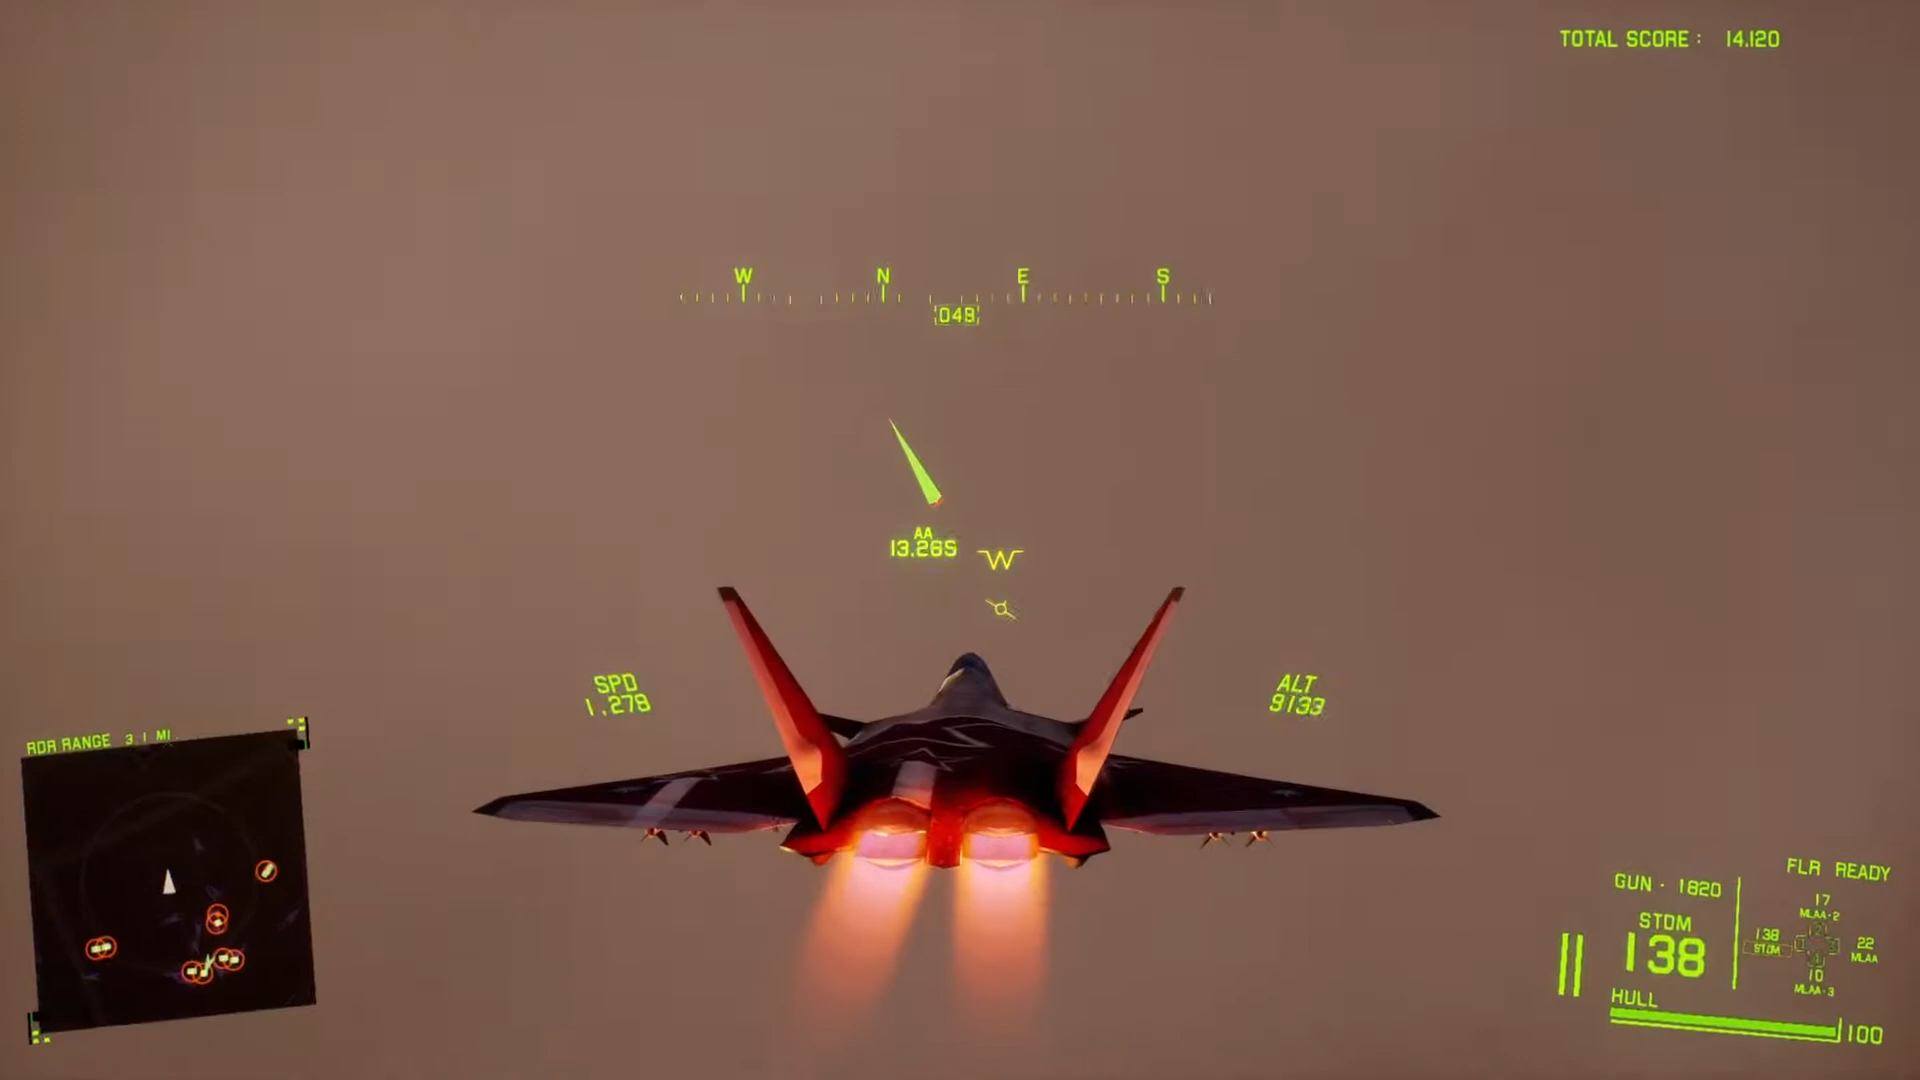 TOTAL SCORE : 14.120
W N E S
048
AA
13.26S
SPD
1,278
ALT
9133
RDR RANGE 3.1 MI
FLR READY
GUN - 1820
17
MLAA-2
STDM
138
138
STDM
22
MLAA
10
MLAA-3
HULL
100